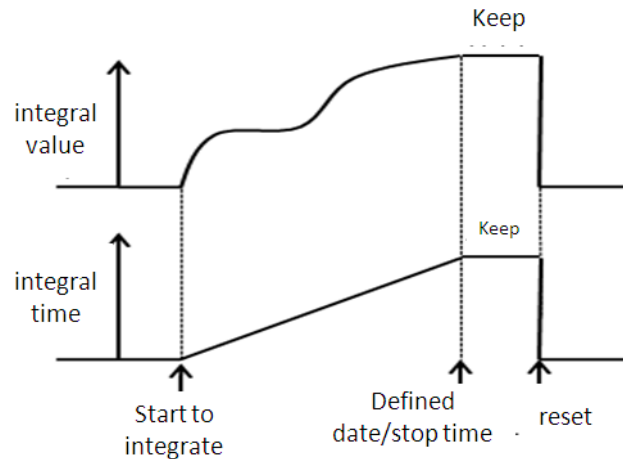 Keep
integral
value
Keep
integral
time
Start to
integrate
Defined
date/stop time
reset